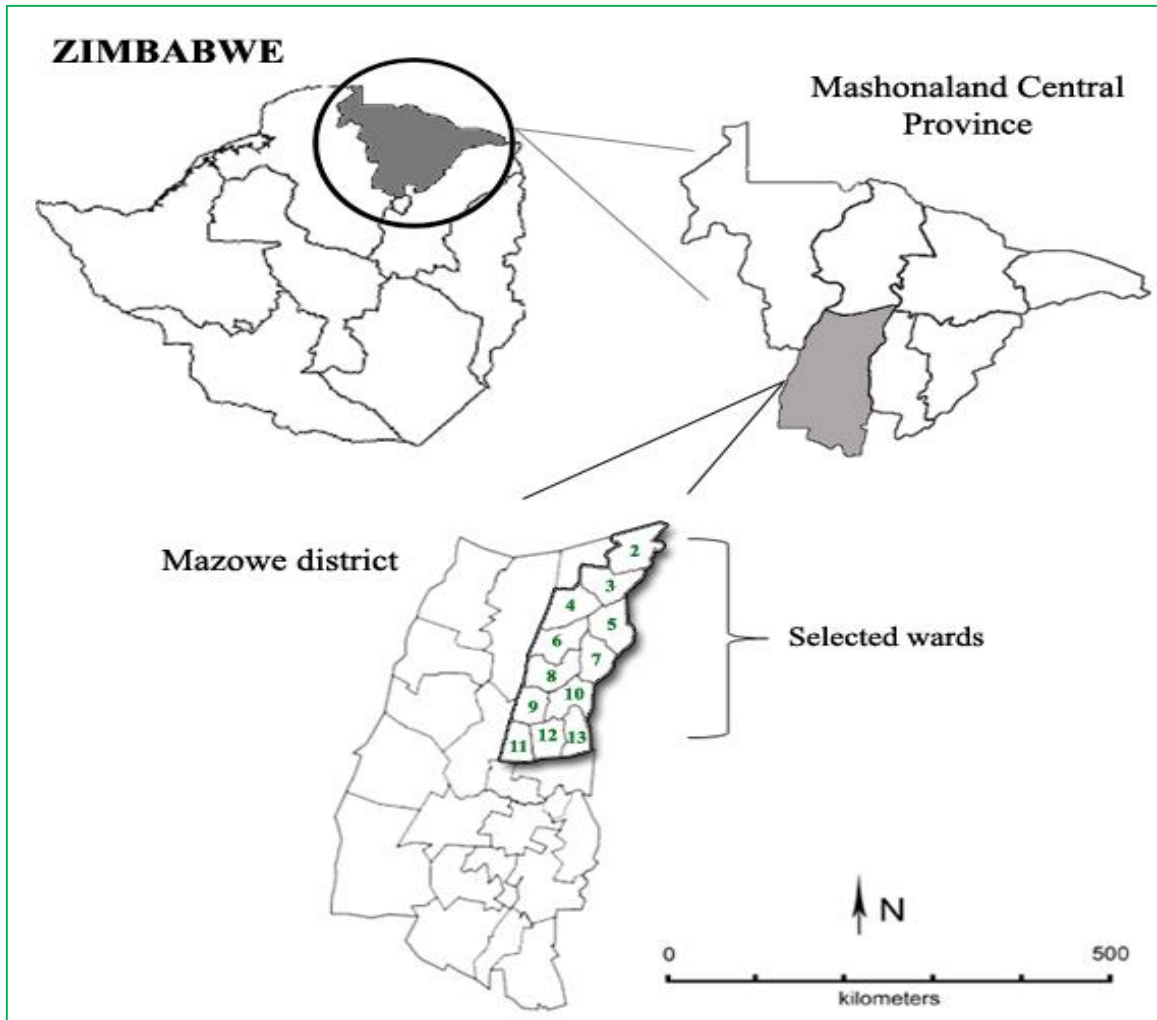 ZIMBABWE
Mashonaland Central
Province
Mazowe district
2
3
4
5
6
7
8
10
9
12
13
11
Selected wards
N
0
500
kilometers